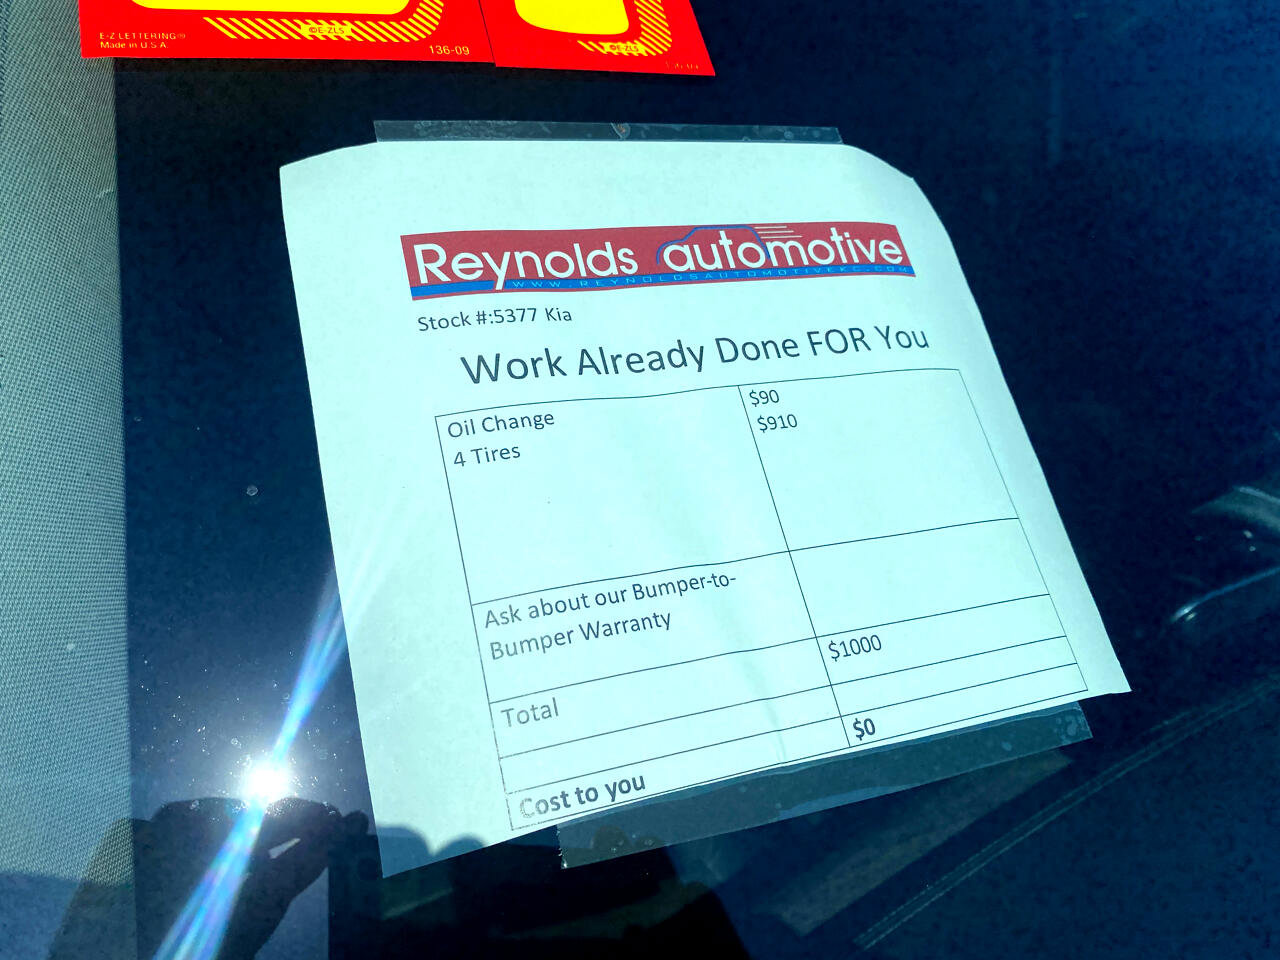 E-Z LETTERING®
Made in U.S.A.
©E-ZLS
136-09
©E-ZLS
Reynolds automotive
WWW.REYNOLDSAUTOMOTIVEKC.COM
Stock #:5377 Kia
Work Already Done FOR You
Oil Change $90
4 Tires $910
Ask about our Bumper-to-
Bumper Warranty
Total $1000
Cost to you $0